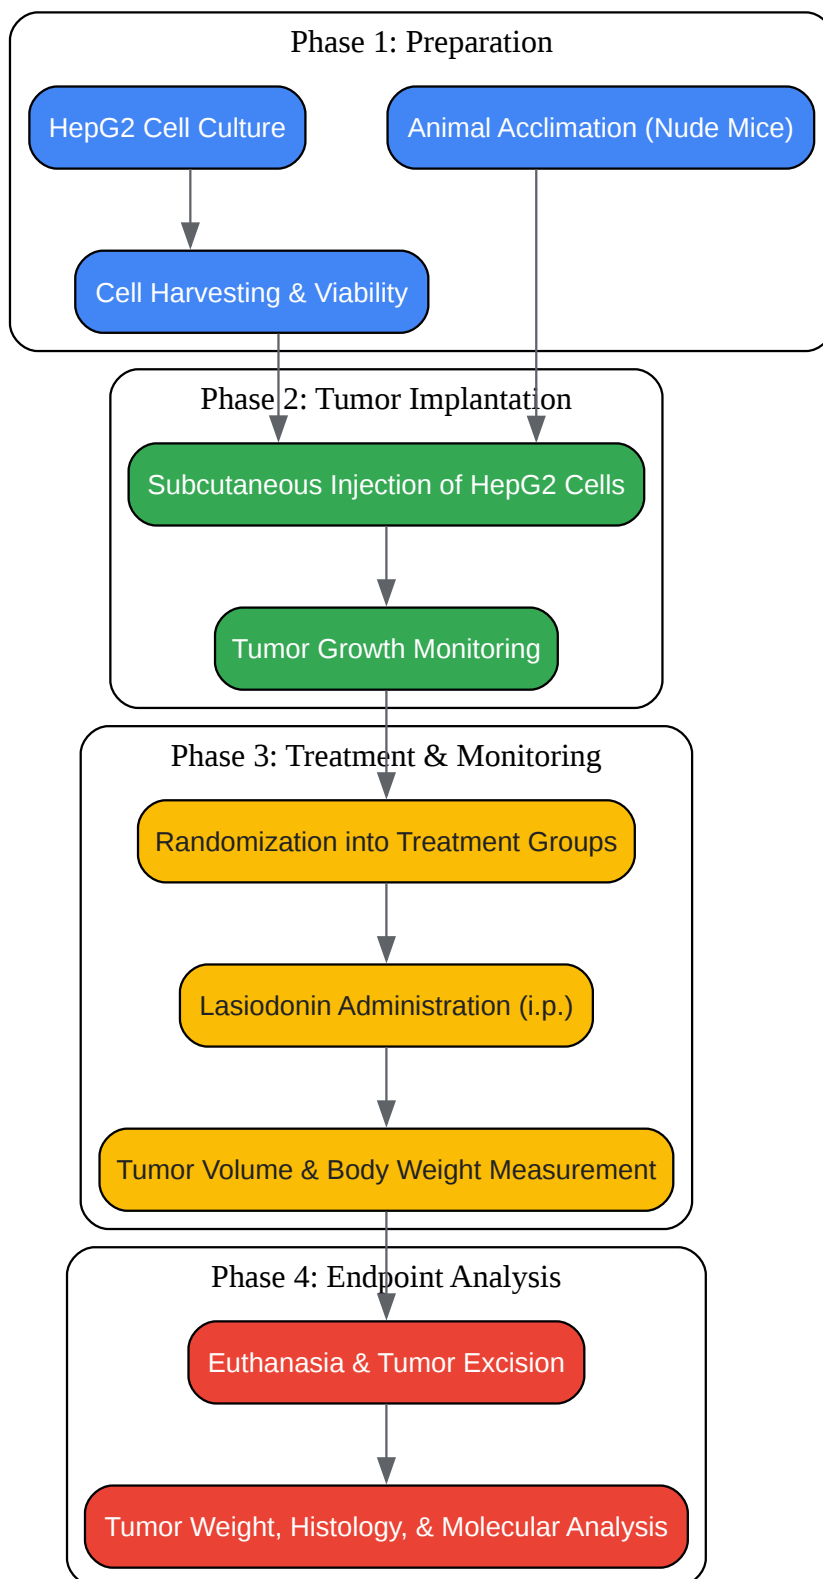 Phase 1: Preparation
HepG2 Cell Culture
Animal Acclimation (Nude Mice)
Cell Harvesting & Viability
Phase 2: Tumor Implantation
Subcutaneous Injection of HepG2 Cells
Tumor Growth Monitoring
Phase 3: Treatment & Monitoring
Randomization into Treatment Groups
Lasiodonin Administration (i.p.)
Tumor Volume & Body Weight Measurement
Phase 4: Endpoint Analysis
Euthanasia & Tumor Excision
Tumor Weight, Histology, & Molecular Analysis